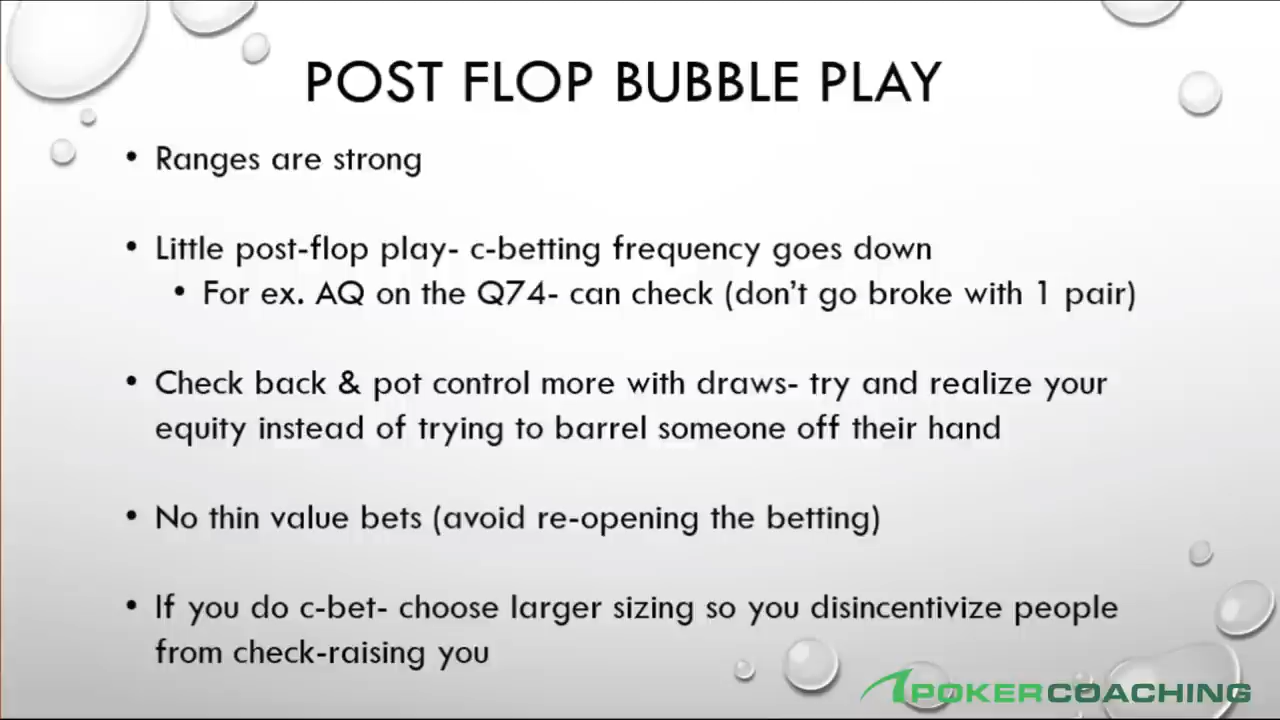 POST FLOP BUBBLE PLAY
• Ranges are strong
• Little post-flop play- c-betting frequency goes down
• For ex. AQ on the Q74- can check (don't go broke with 1 pair)
• Check back & pot control more with draws- try and realize your
equity instead of trying to barrel someone off their hand
• No thin value bets (avoid re-opening the betting)
• If you do c-bet- choose larger sizing so you disincentivize people
from check-raising you
POKERCOACHING